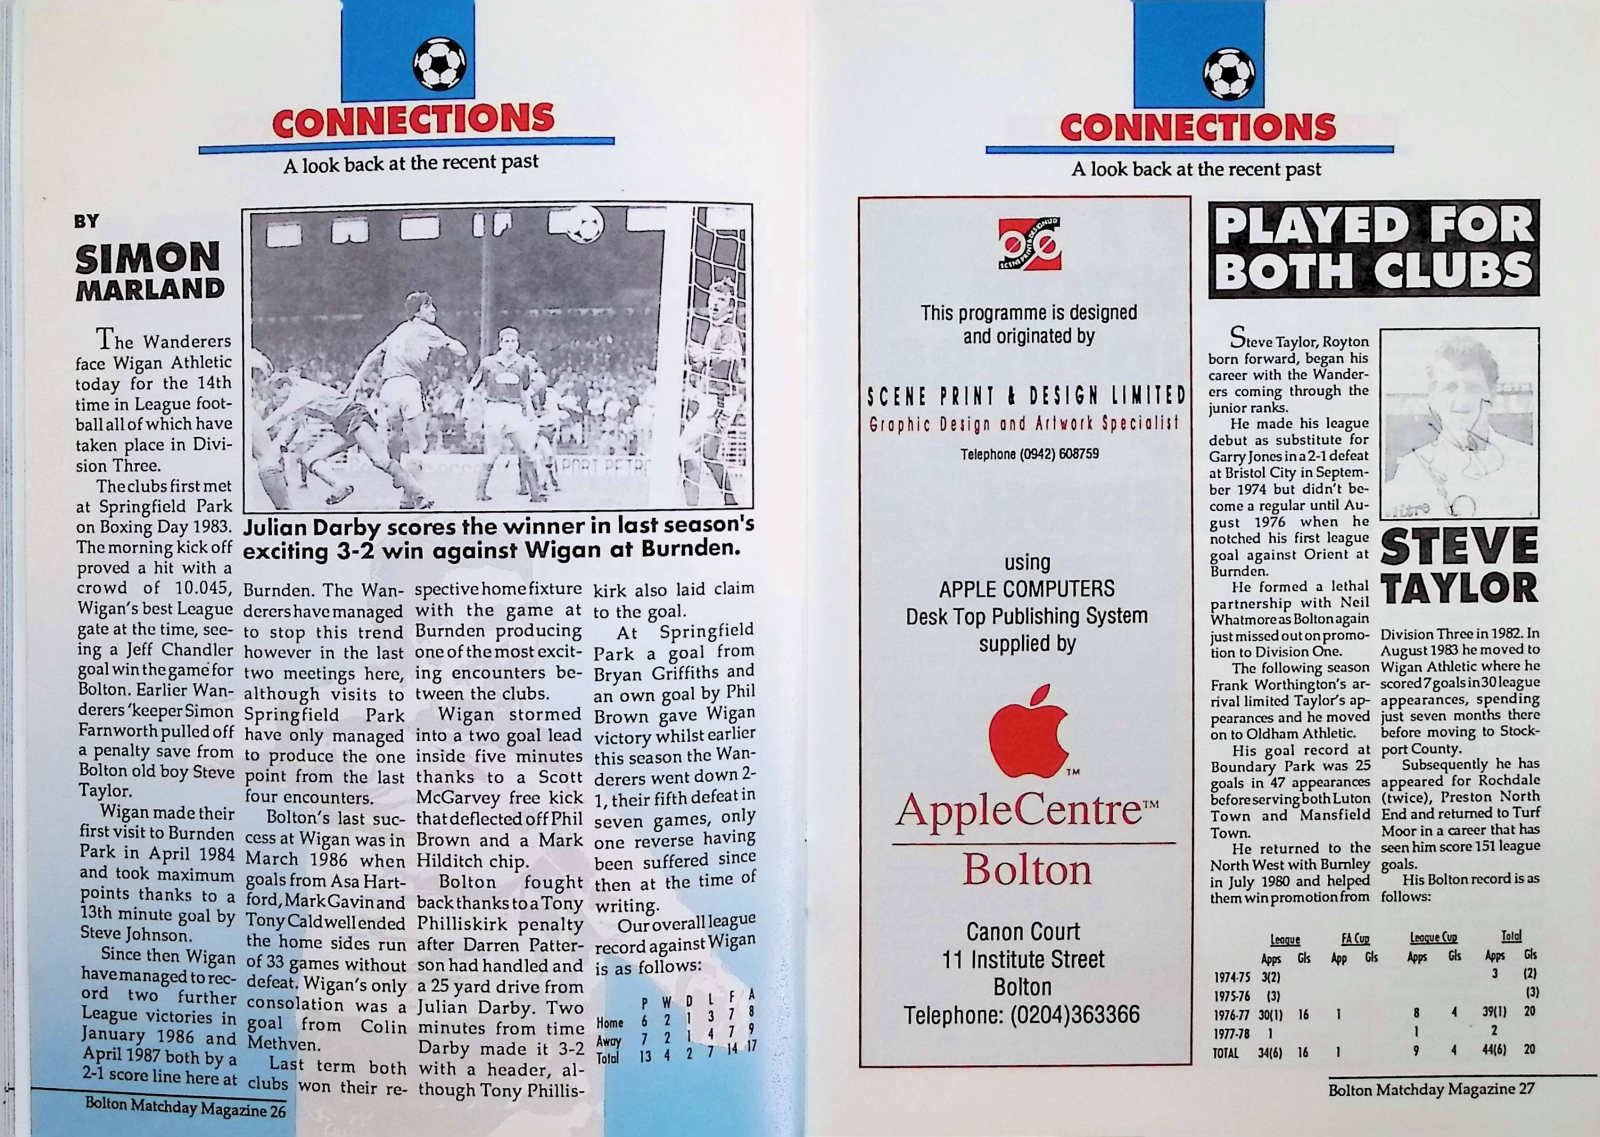 CONNECTIONS
A look back at the recent past
BY
SIMON
MARLAND
Julian Darby scores the winner in last season's
exciting 3-2 win against Wigan at Burnden.
The Wanderers
face Wigan Athletic
today for the 14th
time in League foot-
ball all of which have
taken place in Divi-
sion Three.
The clubs first met
at Springfield Park
on Boxing Day 1983.
The morning kick off
proved a hit with a
crowd of 10.045,
Wigan's best League
gate at the time, see-
ing a Jeff Chandler
goal win the game for
Bolton. Earlier Wan-
derers 'keeper Simon
Farnworth pulled off
a penalty save from
Bolton old boy Steve
Taylor.
Wigan made their
first visit to Burnden
Park in April 1984
and took maximum
points thanks to a
13th minute goal by
Steve Johnson.
Since then Wigan
have managed to rec-
ord two further
League victories in
January 1986 and
April 1987 both by a
2-1 score line here at
Burnden. The Wan-
derers have managed
to stop this trend
however in the last
two meetings here,
although visits to
Springfield Park
have only managed
to produce the one
point from the last
four encounters.
Bolton's last suc-
cess at Wigan was in
March 1986 when
goals from Asa Hart-
ford, Mark Gavin and
Tony Caldwell ended
the home sides run
of 33 games without
defeat. Wigan's only
consolation was a
goal from Colin
Methven.
Last term both
clubs won their re-
spective home fixture
with the game at
Burnden producing
one of the most excit-
ing encounters be-
tween the clubs.
Wigan stormed
into a two goal lead
inside five minutes
thanks to a Scott
McGarvey free kick
that deflected off Phil
Brown and a Mark
Hilditch chip.
Bolton fought
back thanks to a Tony
Philliskirk penalty
after Darren Patter-
son had handled and
a 25 yard drive from
Julian Darby. Two
minutes from time
Darby made it 3-2
with a header, al-
though Tony Phillis-
kirk also laid claim
to the goal.
At Springfield
Park a goal from
Bryan Griffiths and
an own goal by Phil
Brown gave Wigan
victory whilst earlier
this season the Wan-
derers went down 2-
1, their fifth defeat in
seven games, only
one reverse having
been suffered since
then at the time of
writing.
Our overall league
record against Wigan
is as follows:
P W D L F A
Home 6 2 1 3 7 8
Away 7 2 1 4 7 9
Total 13 4 2 7 14 17
Bolton Matchday Magazine 26
CONNECTIONS
A look back at the recent past
SCENE PRINT & DESIGN LTD
This programme is designed
and originated by
SCENE PRINT & DESIGN LIMITED
Graphic Design and Artwork Specialist
Telephone (0942) 608759
using
APPLE COMPUTERS
Desk Top Publishing System
supplied by
TM
AppleCentre™
Bolton
Canon Court
11 Institute Street
Bolton
Telephone: (0204)363366
PLAYED FOR
BOTH CLUBS
Steve Taylor, Royton
born forward, began his
career with the Wander-
ers coming through the
junior ranks.
He made his league
debut as substitute for
Garry Jones in a 2-1 defeat
at Bristol City in Septem-
ber 1974 but didn't be-
come a regular until Au-
gust 1976 when he
notched his first league
goal against Orient at
Burnden.
He formed a lethal
partnership with Neil
Whatmore as Bolton again
just missed out on promo-
tion to Division One.
The following season
Frank Worthington's ar-
rival limited Taylor's ap-
pearances and he moved
on to Oldham Athletic.
His goal record at
Boundary Park was 25
goals in 47 appearances
before serving both Luton
Town and Mansfield
Town.
He returned to the
North West with Burnley
in July 1980 and helped
them win promotion from
STEVE
TAYLOR
Division Three in 1982. In
August 1983 he moved to
Wigan Athletic where he
scored 7 goals in 30 league
appearances, spending
just seven months there
before moving to Stock-
port County.
Subsequently he has
appeared for Rochdale
(twice), Preston North
End and returned to Turf
Moor in a career that has
seen him score 151 league
goals.
His Bolton record is as
follows:
League FA Cup League Cup Total
Apps Gls App Gls Apps Gls Apps Gls
1974-75 3(2) 3 (2)
1975-76 (3) (3)
1976-77 30(1) 16 1 8 4 39(1) 20
1977-78 1 1 2
TOTAL 34(6) 16 1 9 4 44(6) 20
Bolton Matchday Magazine 27